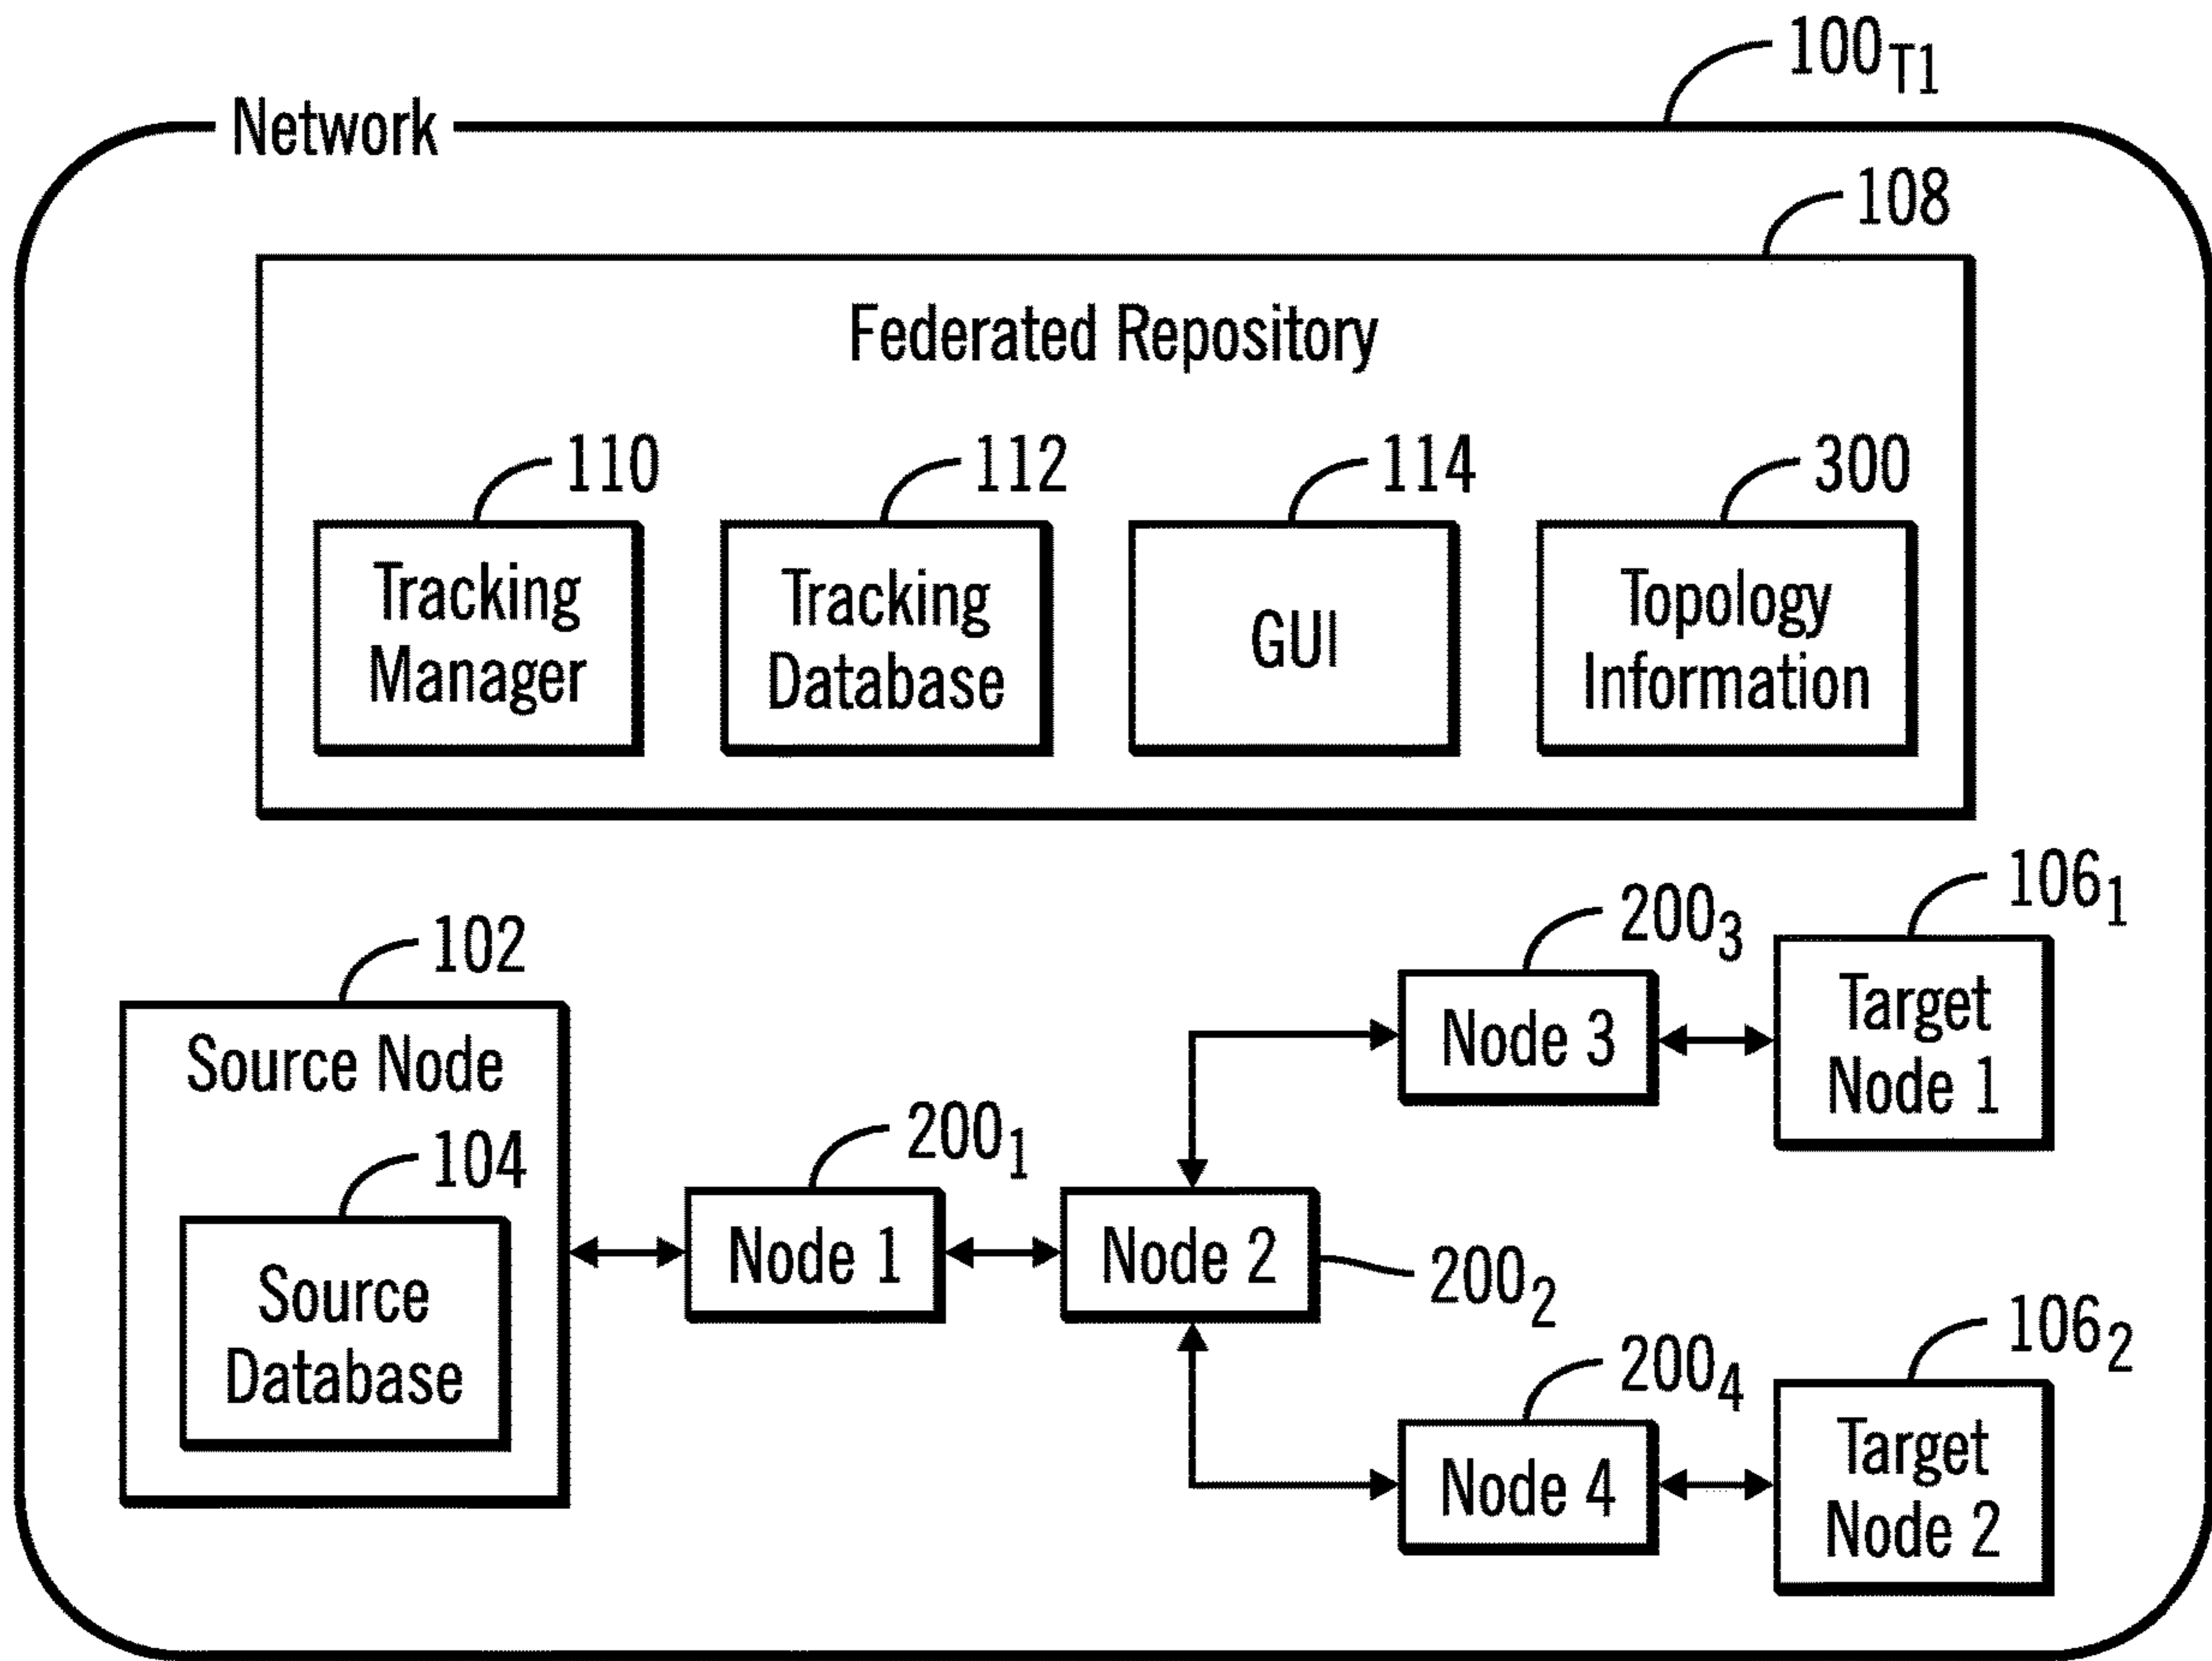 100T1
Network
108
Federated Repository
110
112
114
300
Tracking
Manager
Tracking
Database
GUI
Topology
Information
102
Source Node
104
Source
Database
2001
Node 1
Node 2
2002
2003
Node 3
1061
Target
Node 1
2004
Node 4
1062
Target
Node 2